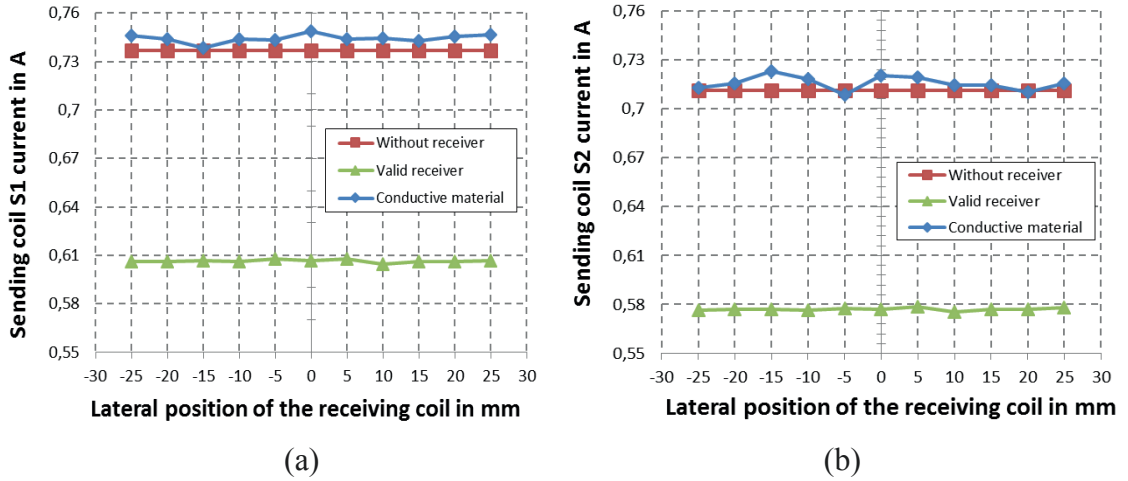 Sending coil S1 current in A
0,76
0,73
0,7
0,67
0,64
0,61
0,58
0,55
Without receiver
Valid receiver
Conductive material
-30 -25 -20 -15 -10 -5 0 5 10 15 20 25 30
Lateral position of the receiving coil in mm
(a)
Sending coil S2 current in A
0,76
0,73
0,7
0,67
0,64
0,61
0,58
0,55
Without receiver
Valid receiver
Conductive material
-30 -25 -20 -15 -10 -5 0 5 10 15 20 25 30
Lateral position of the receiving coil in mm
(b)